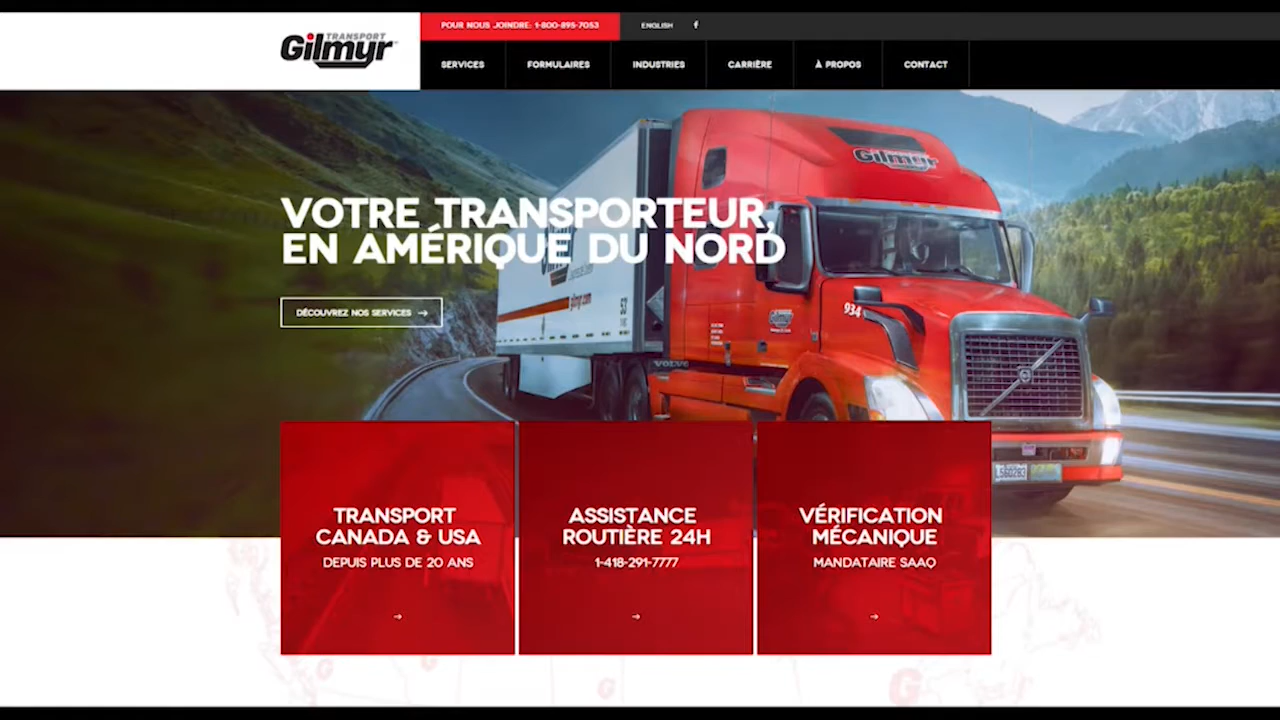 TRANSPORT
Gilmyr
POUR NOUS JOINDRE: 1-800-895-7053
ENGLISH
f
SERVICES
FORMULAIRES
INDUSTRIES
CARRIÈRE
À PROPOS
CONTACT
Gilmyr
VOTRE TRANSPORTEUR,
EN AMÉRIQUE DU NORD
DÉCOUVREZ NOS SERVICES →
934
53
VOLVO
TRANSPORT
CANADA & USA
DEPUIS PLUS DE 20 ANS
→
ASSISTANCE
ROUTIÈRE 24H
1-418-291-7777
→
VÉRIFICATION
MÉCANIQUE
MANDATAIRE SAAQ
→
G
G
G